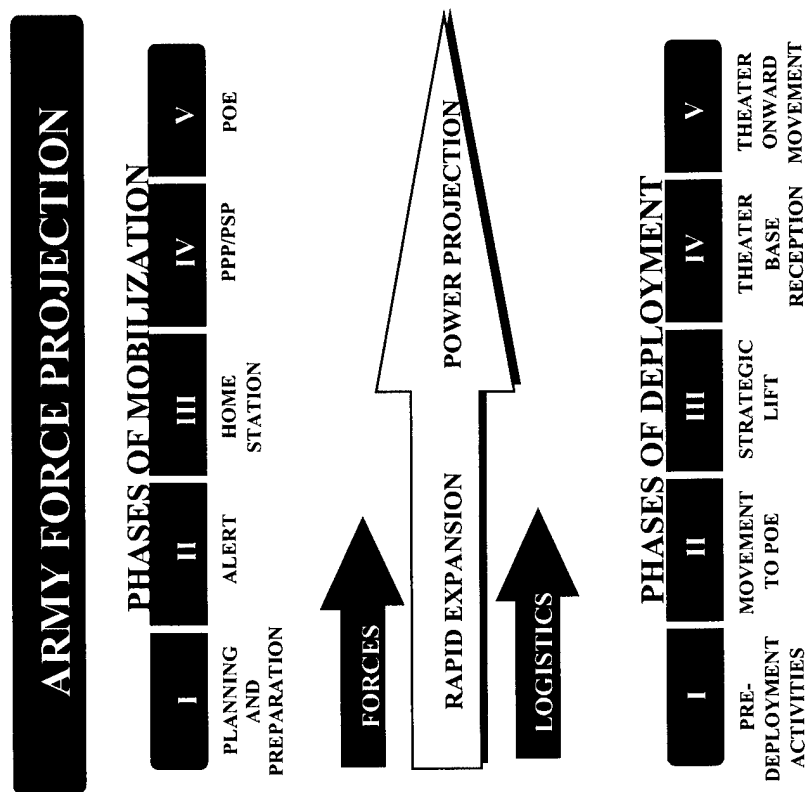 ARMY FORCE PROJECTION
PHASES OF MOBILIZATION
I
II
III
IV
V
PLANNING
AND
PREPARATION
ALERT
HOME
STATION
PPP/PSP
POE
FORCES
RAPID EXPANSION
POWER PROJECTION
LOGISTICS
PHASES OF DEPLOYMENT
I
II
III
IV
V
PRE-
DEPLOYMENT
ACTIVITIES
MOVEMENT
TO POE
STRATEGIC
LIFT
THEATER
BASE
RECEPTION
THEATER
ONWARD
MOVEMENT